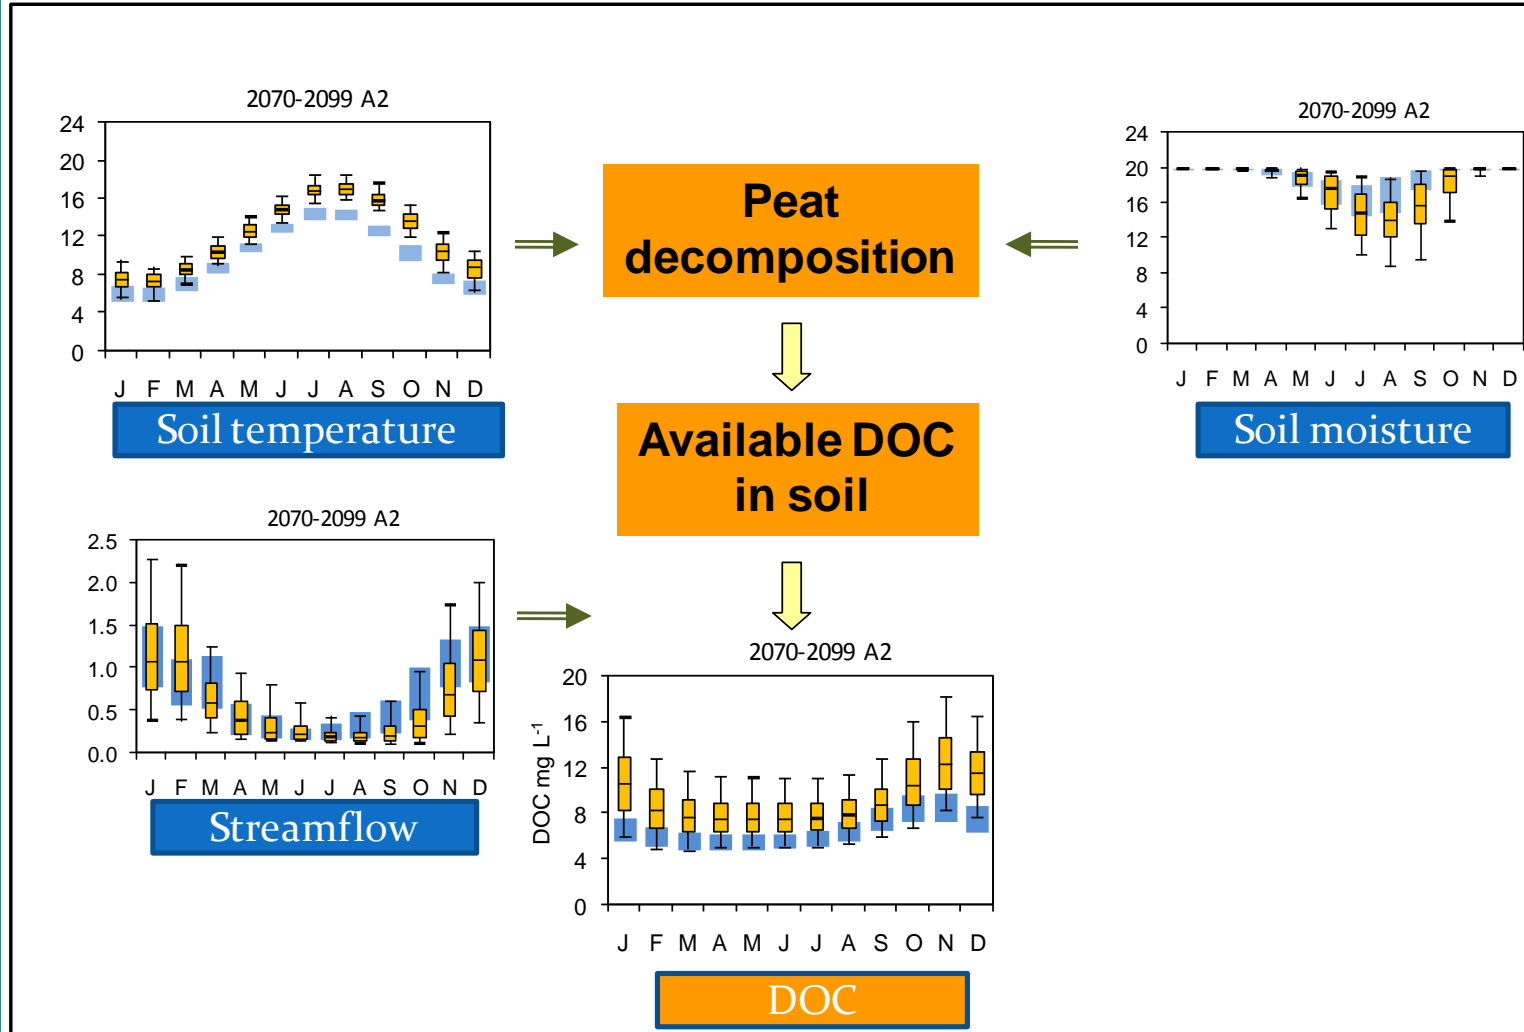 2070-2099 A2
24
20
16
12
8
4
0
J F M A M J J A S O N D
Soil temperature
Peat
decomposition
2070-2099 A2
24
20
16
12
8
4
0
J F M A M J J A S O N D
Soil moisture
Available DOC
in soil
2070-2099 A2
2.5
2.0
1.5
1.0
0.5
0.0
J F M A M J J A S O N D
Streamflow
2070-2099 A2
DOC mg L⁻¹
20
16
12
8
4
0
J F M A M J J A S O N D
DOC